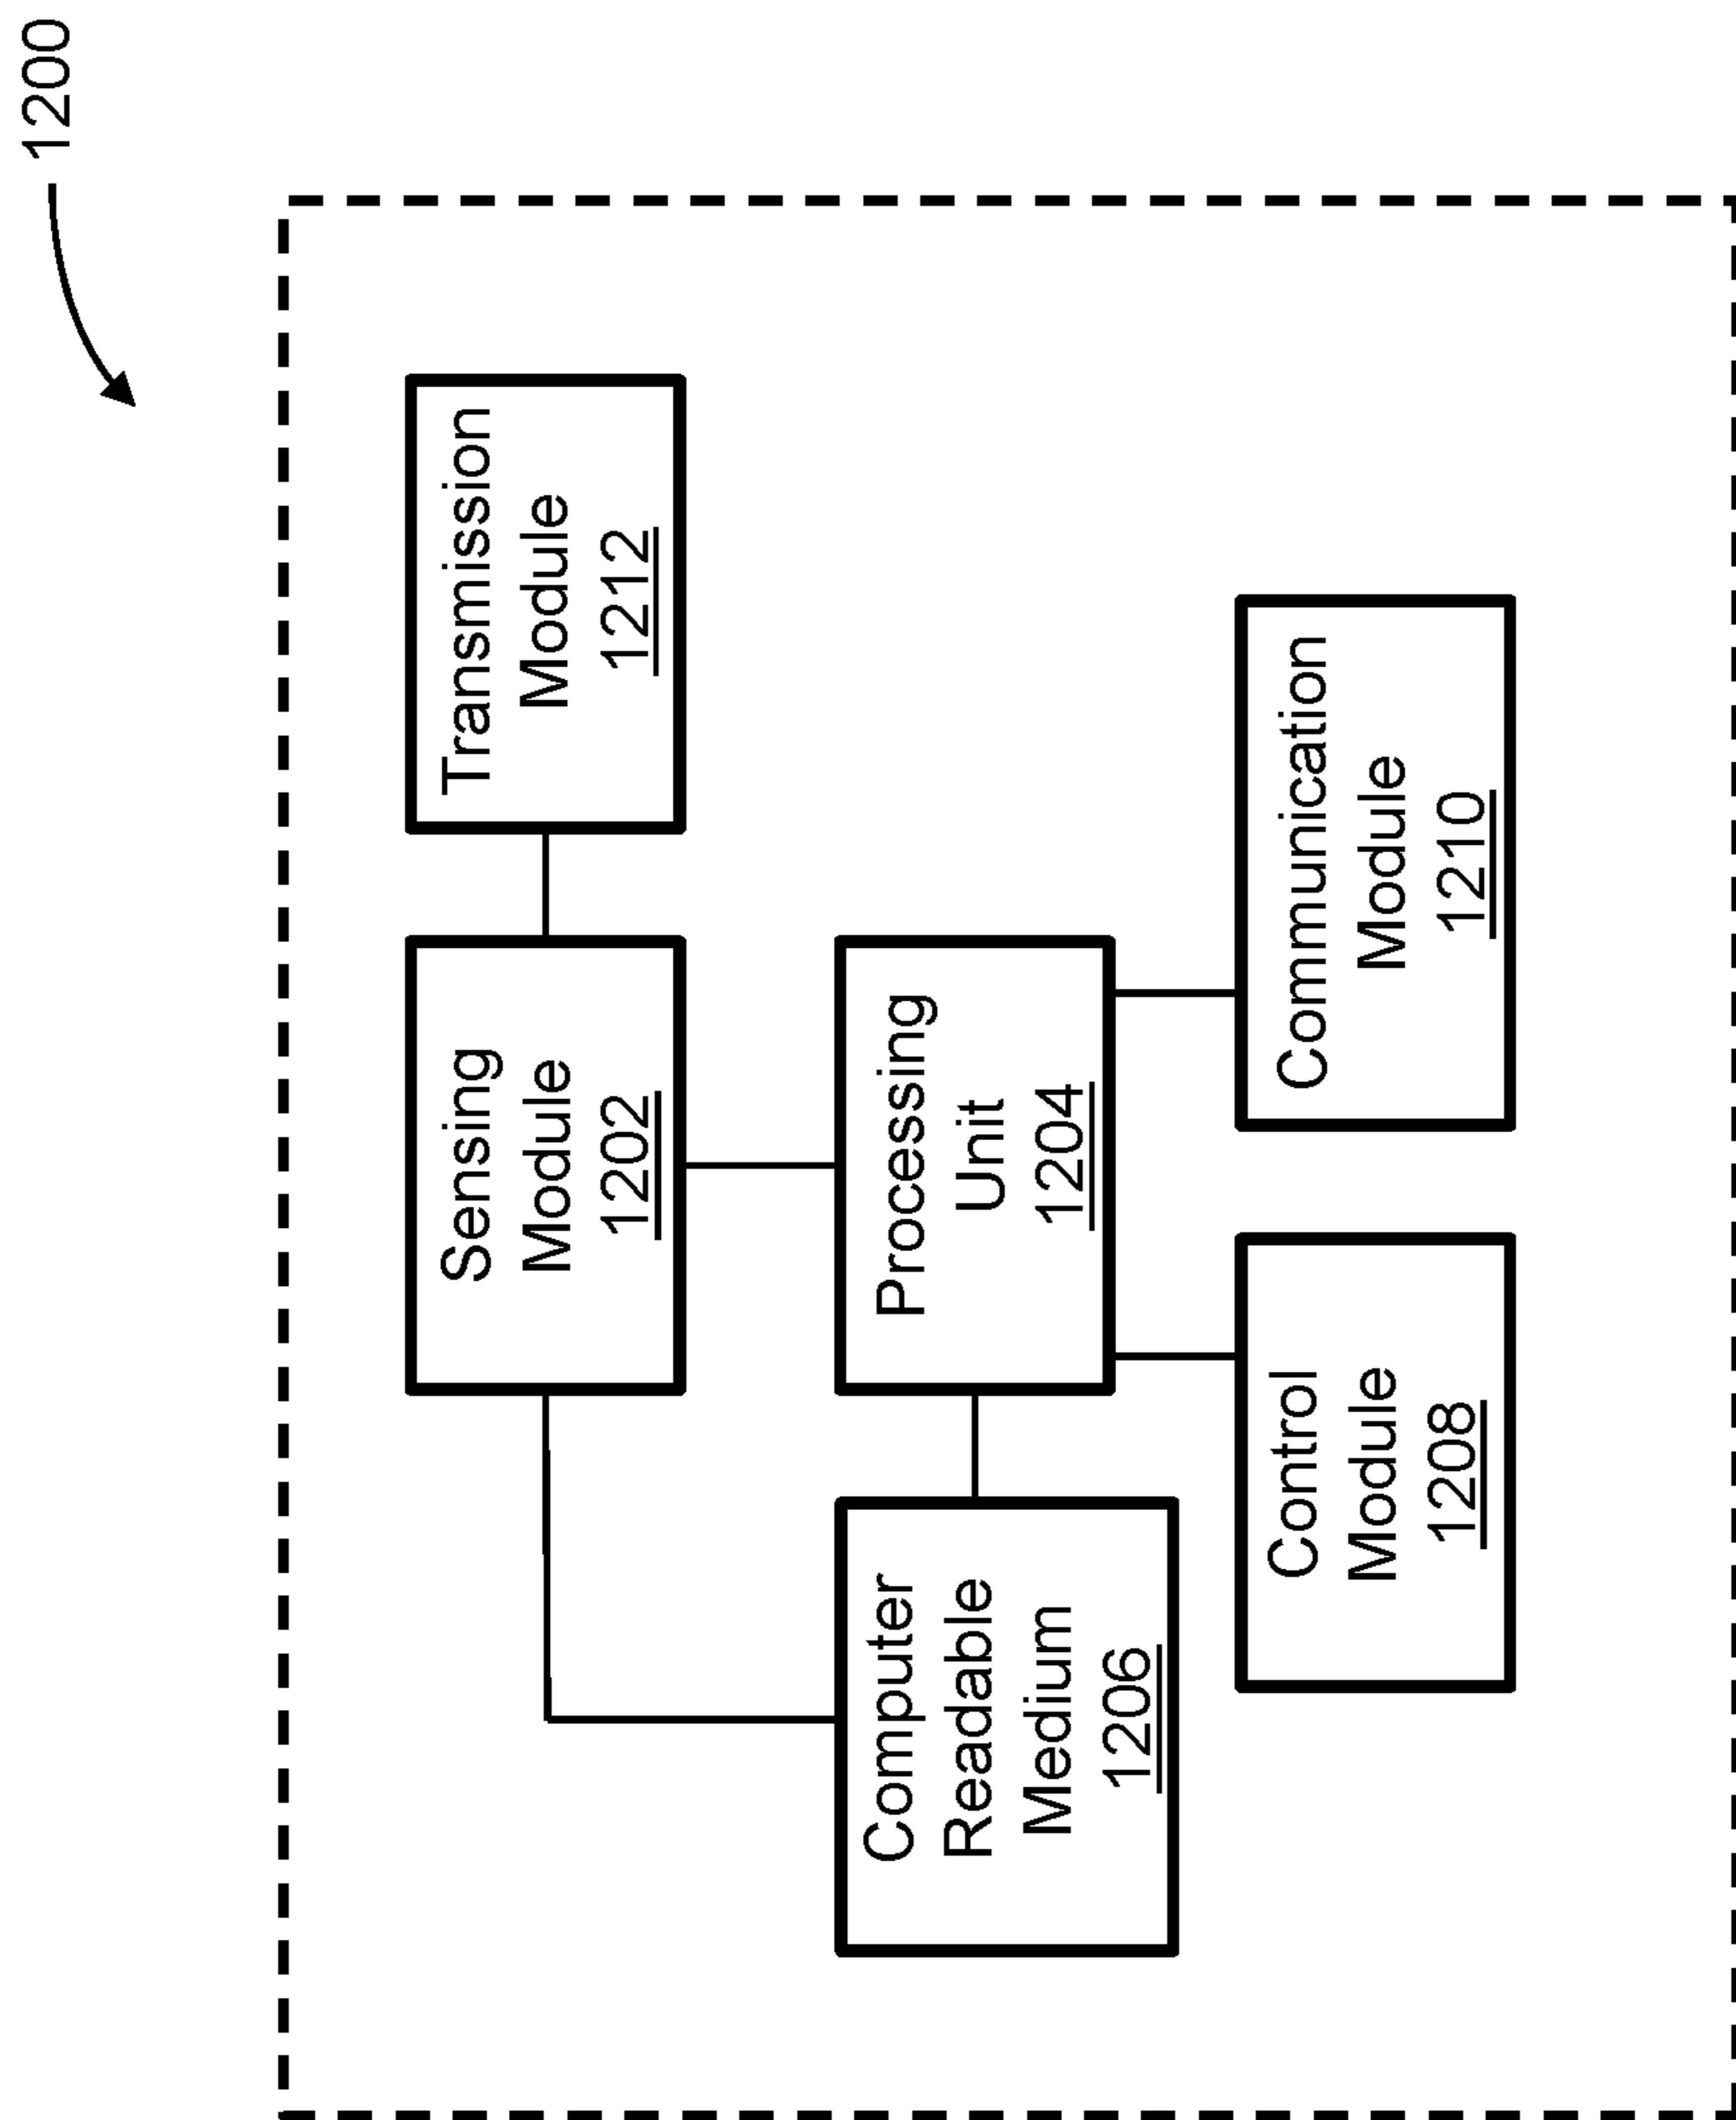 1200
Sensing
Module
1202
Transmission
Module
1212
Computer
Readable
Medium
1206
Processing
Unit
1204
Control
Module
1208
Communication
Module
1210